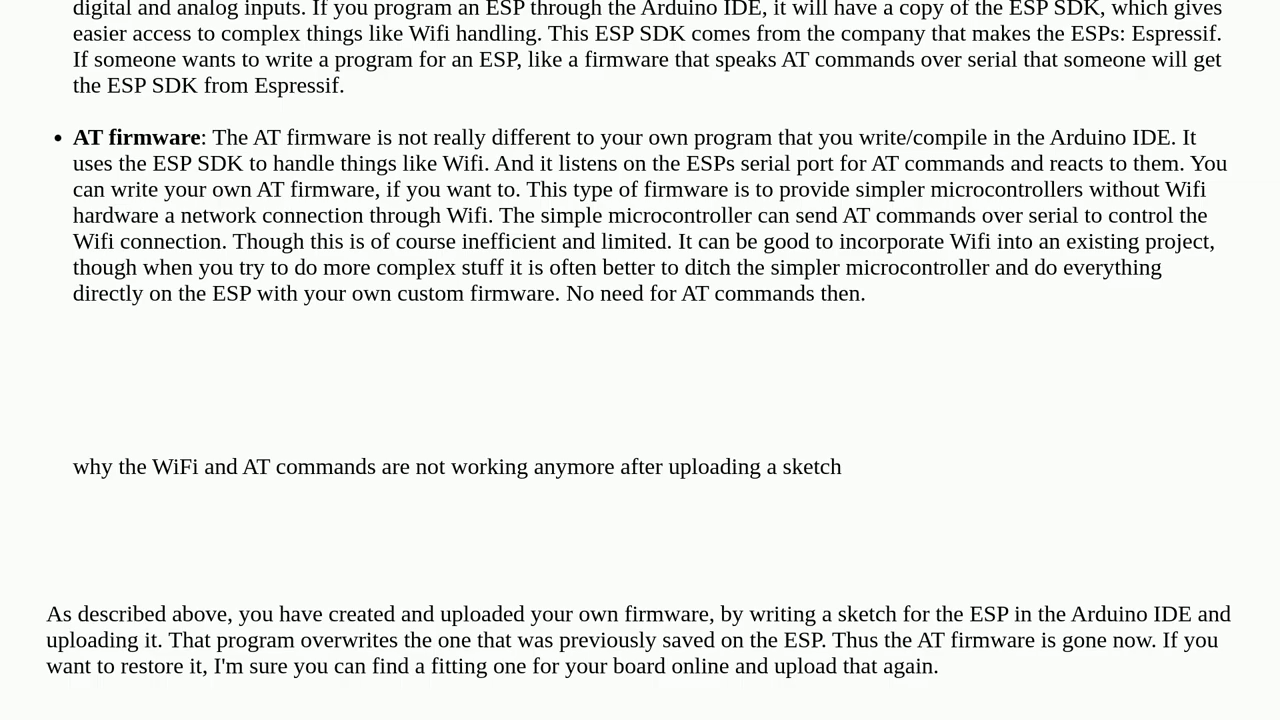 digital and analog inputs. If you program an ESP through the Arduino IDE, it will have a copy of the ESP SDK, which gives
easier access to complex things like Wifi handling. This ESP SDK comes from the company that makes the ESPs: Espressif.
If someone wants to write a program for an ESP, like a firmware that speaks AT commands over serial that someone will get
the ESP SDK from Espressif.
• AT firmware: The AT firmware is not really different to your own program that you write/compile in the Arduino IDE. It
uses the ESP SDK to handle things like Wifi. And it listens on the ESPs serial port for AT commands and reacts to them. You
can write your own AT firmware, if you want to. This type of firmware is to provide simpler microcontrollers without Wifi
hardware a network connection through Wifi. The simple microcontroller can send AT commands over serial to control the
Wifi connection. Though this is of course inefficient and limited. It can be good to incorporate Wifi into an existing project,
though when you try to do more complex stuff it is often better to ditch the simpler microcontroller and do everything
directly on the ESP with your own custom firmware. No need for AT commands then.
why the WiFi and AT commands are not working anymore after uploading a sketch
As described above, you have created and uploaded your own firmware, by writing a sketch for the ESP in the Arduino IDE and
uploading it. That program overwrites the one that was previously saved on the ESP. Thus the AT firmware is gone now. If you
want to restore it, I'm sure you can find a fitting one for your board online and upload that again.